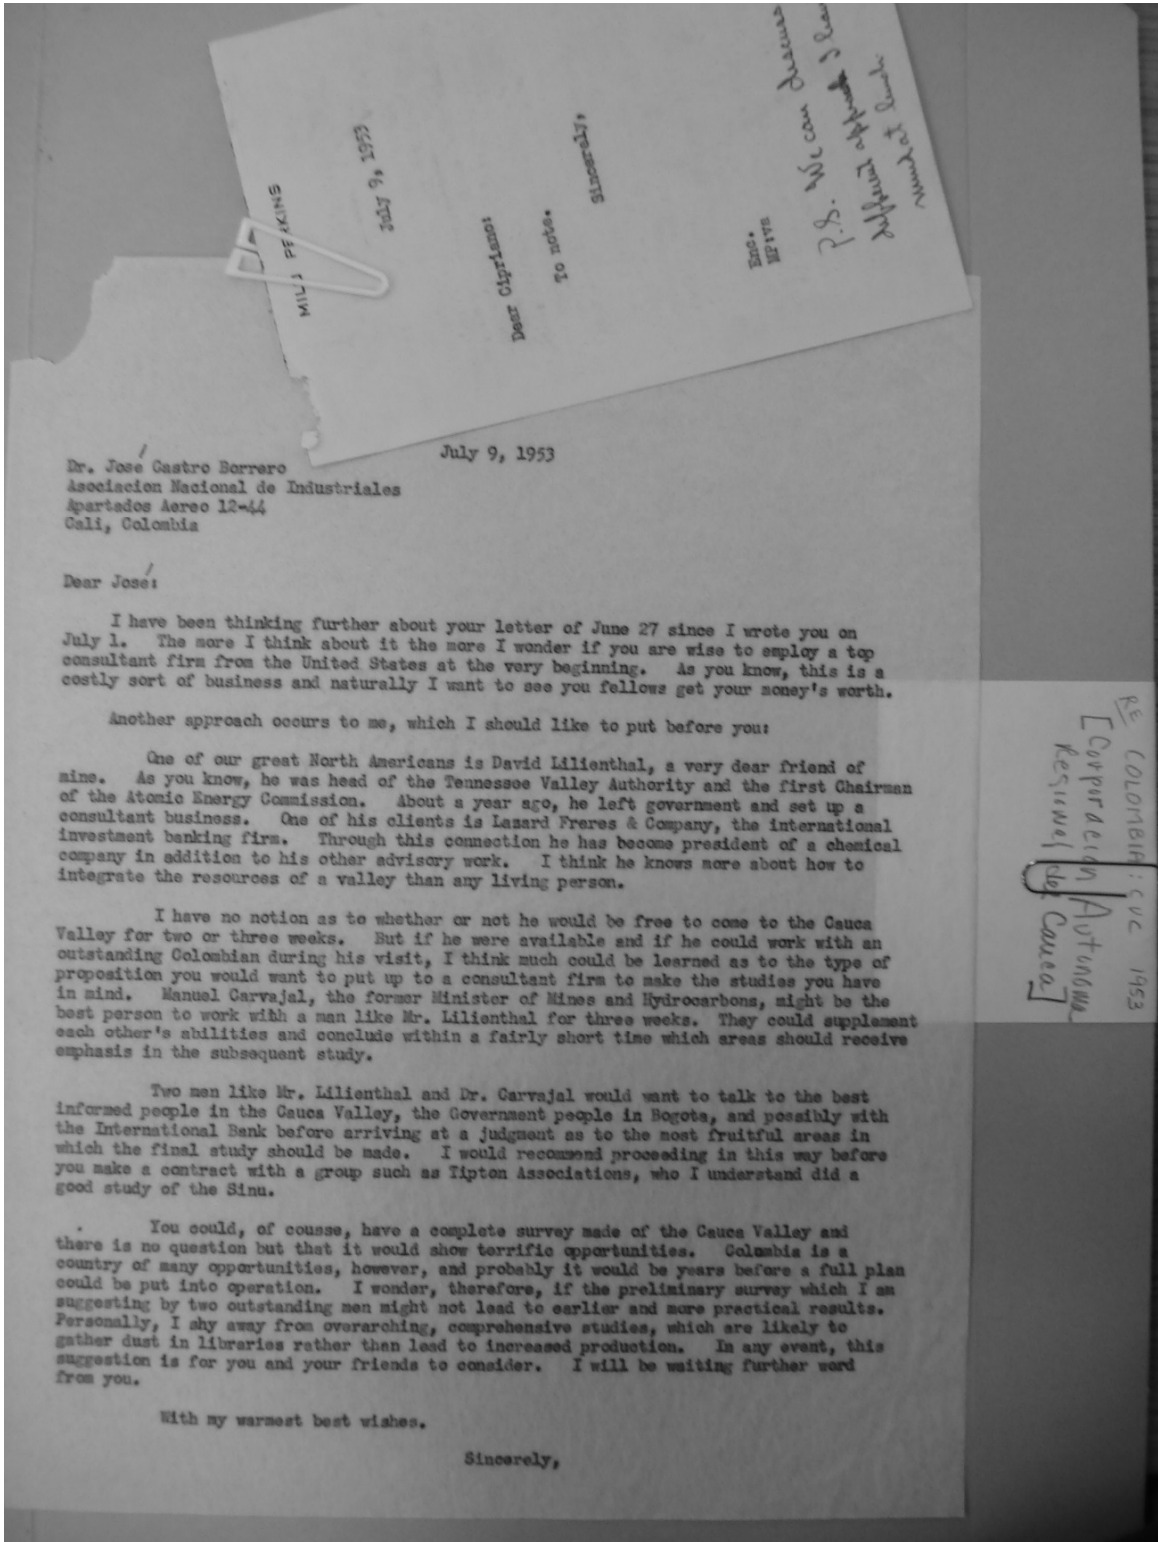 PERKINS
July 9, 1953
Dear Cipriano:
To note.
Sincerely,
Enc.
MP:vs
P.S. We can discuss
different approach I
mind at lunch.
July 9, 1953
Dr. José Castro Borrero
Asociacion Nacional de Industriales
Apartados Aereo 12-44
Cali, Colombia
Dear José:
I have been thinking further about your letter of June 27 since I wrote you on
July 1. The more I think about it the more I wonder if you are wise to employ a top
consultant firm from the United States at the very beginning. As you know, this is a
costly sort of business and naturally I want to see you fellows get your money's worth.
Another approach occurs to me, which I should like to put before you:
One of our great North Americans is David Lilienthal, a very dear friend of
mine. As you know, he was head of the Tennessee Valley Authority and the first Chairman
of the Atomic Energy Commission. About a year ago, he left government and set up a
consultant business. One of his clients is Lazard Freres & Company, the international
investment banking firm. Through this connection he has become president of a chemical
company in addition to his other advisory work. I think he knows more about how to
integrate the resources of a valley than any living person.
I have no notion as to whether or not he would be free to come to the Cauca
Valley for two or three weeks. But if he were available and if he could work with an
outstanding Colombian during his visit, I think much could be learned as to the type of
proposition you would want to put up to a consultant firm to make the studies you have
in mind. Manuel Carvajal, the former Minister of Mines and Hydrocarbons, might be the
best person to work with a man like Mr. Lilienthal for three weeks. They could supplement
each other's abilities and conclude within a fairly short time which areas should receive
emphasis in the subsequent study.
Two men like Mr. Lilienthal and Dr. Carvajal would want to talk to the best
informed people in the Cauca Valley, the Government people in Bogota, and possibly with
the International Bank before arriving at a judgment as to the most fruitful areas in
which the final study should be made. I would recommend proceeding in this way before
you make a contract with a group such as Tipton Associations, who I understand did a
good study of the Sinu.
You could, of cousse, have a complete survey made of the Cauca Valley and
there is no question but that it would show terrific opportunities. Colombia is a
country of many opportunities, however, and probably it would be years before a full plan
could be put into operation. I wonder, therefore, if the preliminary survey which I am
suggesting by two outstanding men might not lead to earlier and more practical results.
Personally, I shy away from overarching, comprehensive studies, which are likely to
gather dust in libraries rather than lead to increased production. In any event, this
suggestion is for you and your friends to consider. I will be waiting further word
from you.
With my warmest best wishes.
Sincerely,
RE COLOMBIA: CVC 1953
[Corporación Autonoma
Regional del Cauca]